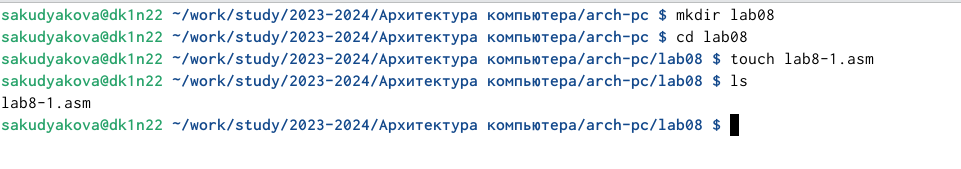 sakudyakova@dk1n22 ~/work/study/2023-2024/Архитектура компьютера/arch-pc $ mkdir lab08
sakudyakova@dk1n22 ~/work/study/2023-2024/Архитектура компьютера/arch-pc $ cd lab08
sakudyakova@dk1n22 ~/work/study/2023-2024/Архитектура компьютера/arch-pc/lab08 $ touch lab8-1.asm
sakudyakova@dk1n22 ~/work/study/2023-2024/Архитектура компьютера/arch-pc/lab08 $ ls
lab8-1.asm
sakudyakova@dk1n22 ~/work/study/2023-2024/Архитектура компьютера/arch-pc/lab08 $